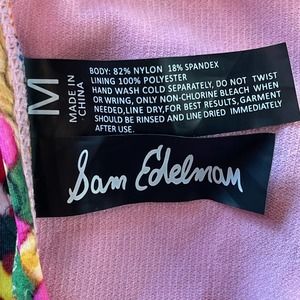 M
MADE IN
CHINA
BODY: 82% NYLON 18% SPANDEX
LINING 100% POLYESTER
HAND WASH COLD SEPARATELY, DO NOT TWIST
OR WRING, ONLY NON-CHLORINE BLEACH WHEN
NEEDED,LINE DRY,FOR BEST RESULTS,GARMENT
SHOULD BE RINSED AND LINE DRIED IMMEDIATELY
AFTER USE.
Sam Edelman